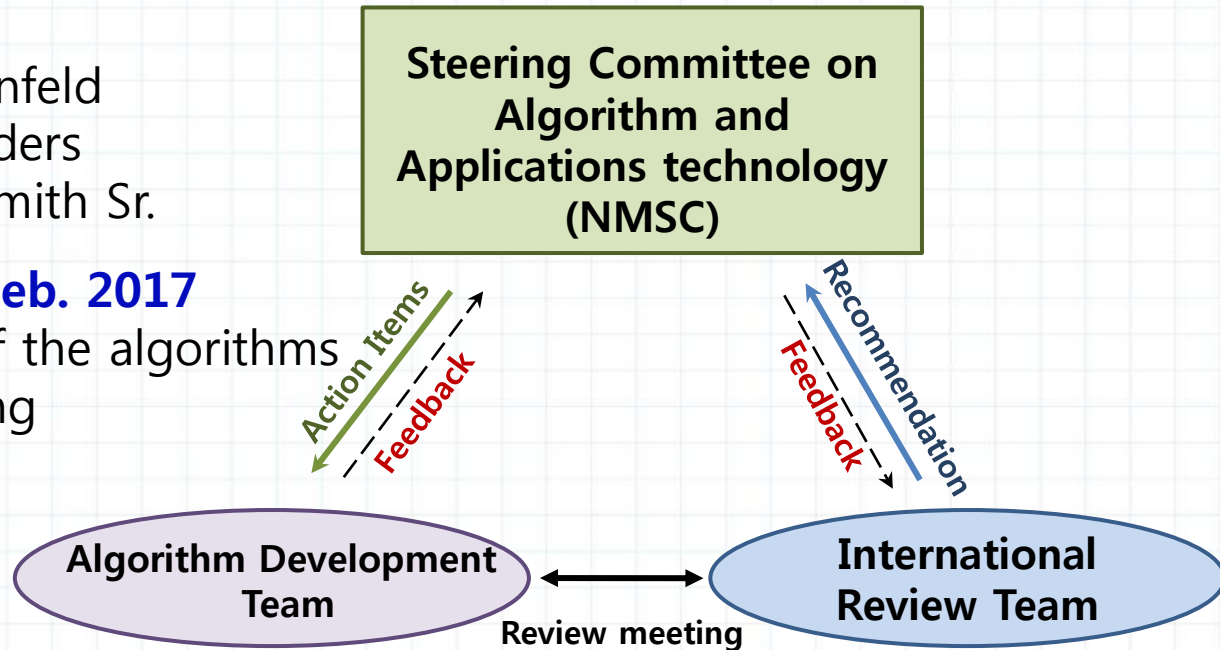 Steering Committee on
Algorithm and
Applications technology
(NMSC)
nfeld
ders
mith Sr.
eb. 2017
f the algorithms
ng
Action Items
Feedback
Feedback
Recommendation
Algorithm Development
Team
International
Review Team
Review meeting